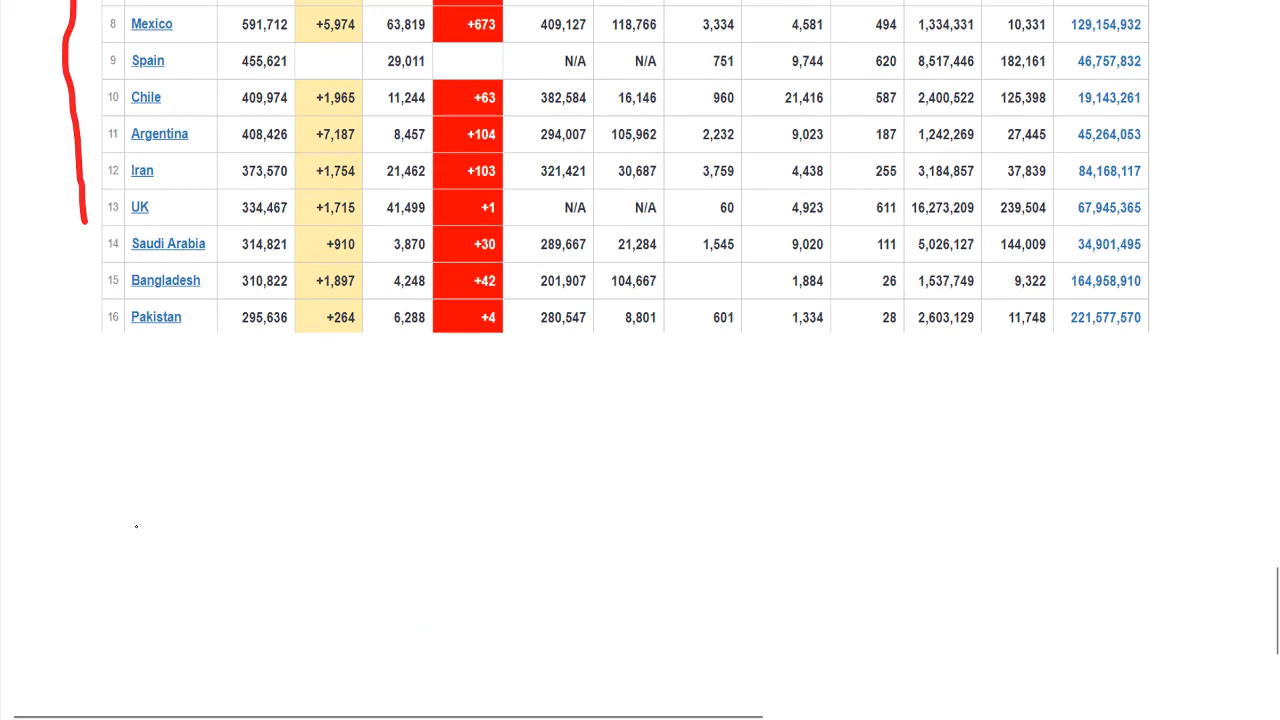 8 Mexico 591,712 +5,974 63,819 +673 409,127 118,766 3,334 4,581 494 1,334,331 10,331 129,154,932
9 Spain 455,621 29,011 N/A N/A 751 9,744 620 8,517,446 182,161 46,757,832
10 Chile 409,974 +1,965 11,244 +63 382,584 16,146 960 21,416 587 2,400,522 125,398 19,143,261
11 Argentina 408,426 +7,187 8,457 +104 294,007 105,962 2,232 9,023 187 1,242,269 27,445 45,264,053
12 Iran 373,570 +1,754 21,462 +103 321,421 30,687 3,759 4,438 255 3,184,857 37,839 84,168,117
13 UK 334,467 +1,715 41,499 +1 N/A N/A 60 4,923 611 16,273,209 239,504 67,945,365
14 Saudi Arabia 314,821 +910 3,870 +30 289,667 21,284 1,545 9,020 111 5,026,127 144,009 34,901,495
15 Bangladesh 310,822 +1,897 4,248 +42 201,907 104,667 1,884 26 1,537,749 9,322 164,958,910
16 Pakistan 295,636 +264 6,288 +4 280,547 8,801 601 1,334 28 2,603,129 11,748 221,577,570